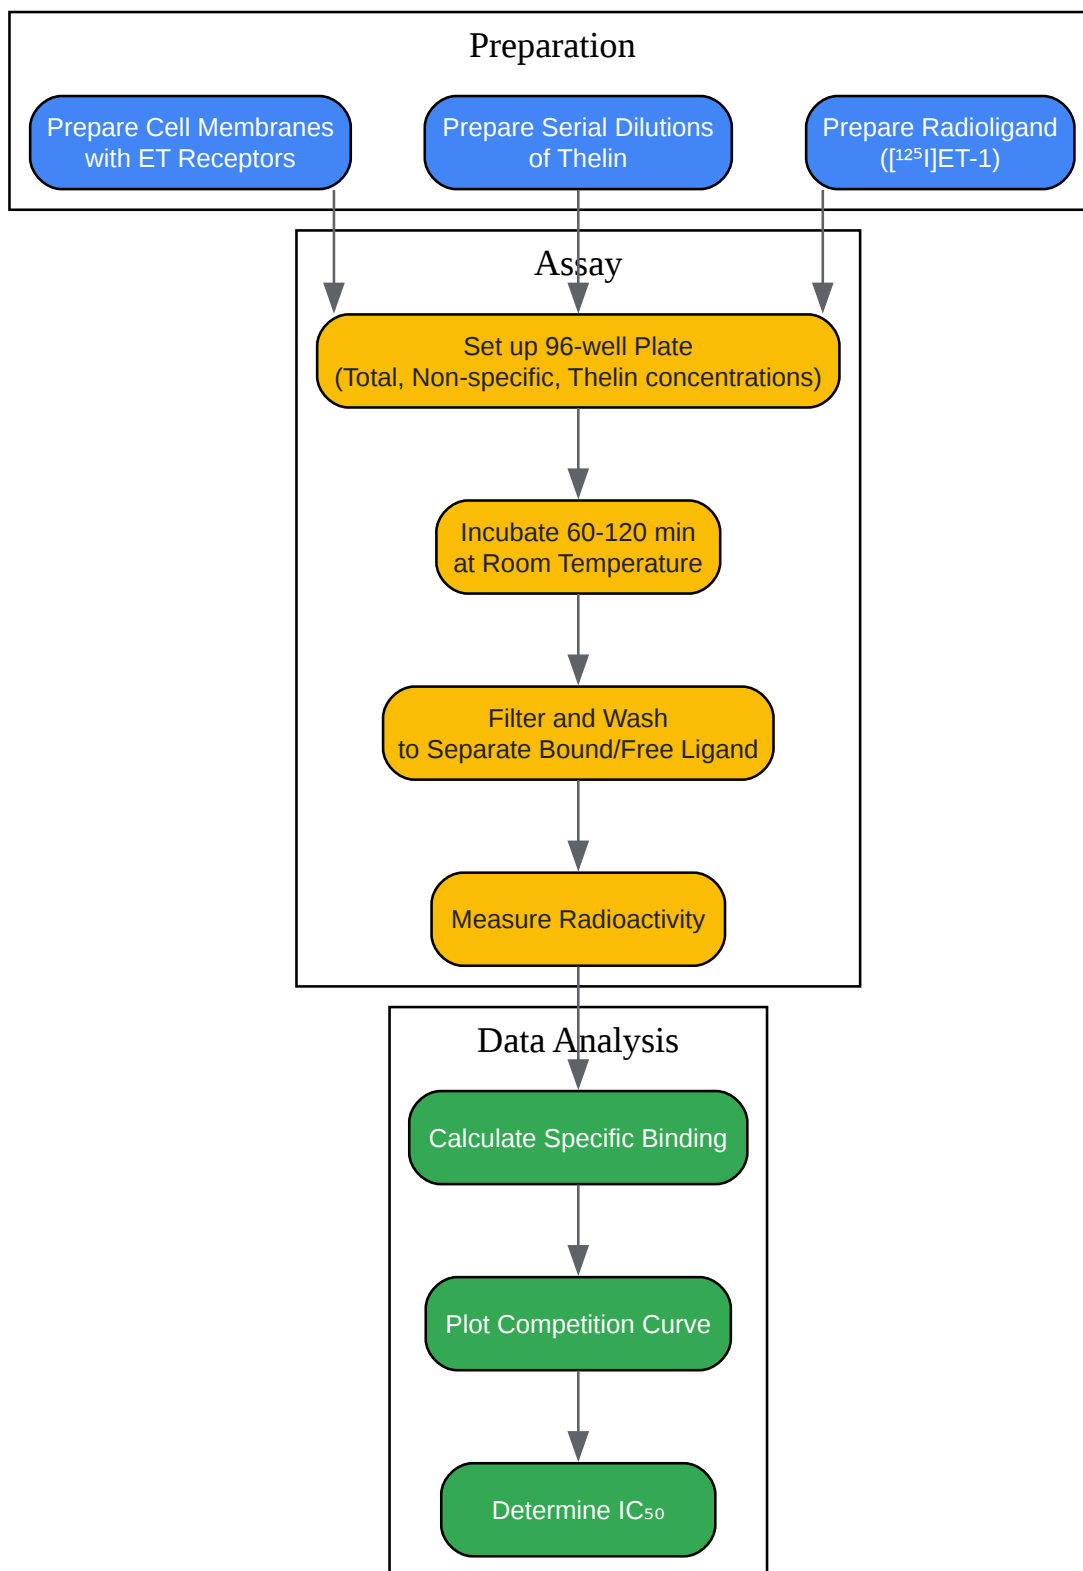 Preparation
Prepare Cell Membranes
with ET Receptors
Prepare Serial Dilutions
of Thelin
Prepare Radioligand
([¹²⁵I]ET-1)
Assay
Set up 96-well Plate
(Total, Non-specific, Thelin concentrations)
Incubate 60-120 min
at Room Temperature
Filter and Wash
to Separate Bound/Free Ligand
Measure Radioactivity
Data Analysis
Calculate Specific Binding
Plot Competition Curve
Determine IC₅₀